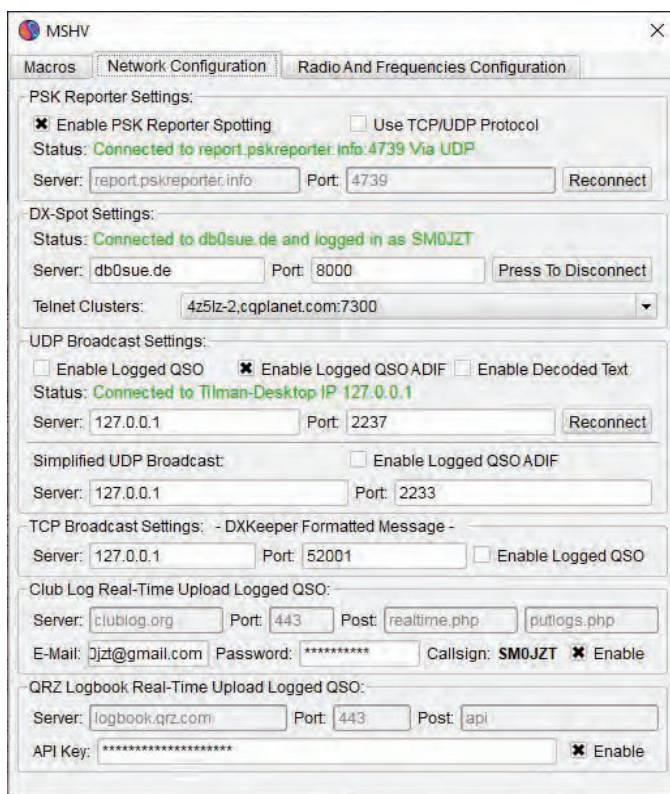 MSHV
Macros Network Configuration Radio And Frequencies Configuration
PSK Reporter Settings:
Enable PSK Reporter Spotting Use TCP/UDP Protocol
Status: Connected to report.pskreporter.info:4739 Via UDP
Server: report.pskreporter.info Port: 4739 Reconnect
DX-Spot Settings:
Status: Connected to db0sue.de and logged in as SM0JZT
Server: db0sue.de Port: 8000 Press To Disconnect
Telnet Clusters: 4z5lz-2,cqplanet.com:7300
UDP Broadcast Settings:
Enable Logged QSO Enable Logged QSO ADIF Enable Decoded Text
Status: Connected to Tilman-Desktop IP 127.0.0.1
Server: 127.0.0.1 Port: 2237 Reconnect
Simplified UDP Broadcast: Enable Logged QSO ADIF
Server: 127.0.0.1 Port: 2233
TCP Broadcast Settings: - DXKeeper Formatted Message -
Server: 127.0.0.1 Port: 52001 Enable Logged QSO
Club Log Real-Time Upload Logged QSO:
Server: clublog.org Port: 443 Post: realtime.php putlogs.php
E-Mail: 0jzt@gmail.com Password: ********** Callsign: SM0JZT Enable
QRZ Logbook Real-Time Upload Logged QSO:
Server: logbook.qrz.com Port: 443 Post: api
API Key: ******************** Enable